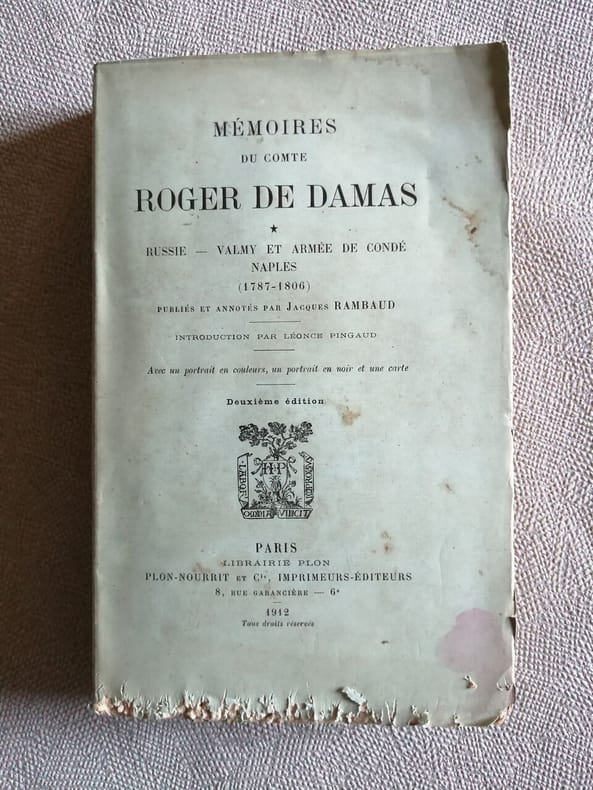 MÉMOIRES
DU COMTE
ROGER DE DAMAS
★
RUSSIE — VALMY ET ARMÉE DE CONDÉ
NAPLES
(1787-1806)
PUBLIÉS ET ANNOTÉS PAR JACQUES RAMBAUD
INTRODUCTION PAR LÉONCE PINGAUD
Avec un portrait en couleurs, un portrait en noir et une carte
Deuxième édition
HP
LABOR
OMNIA VINCIT
IMPROBUS
PARIS
LIBRAIRIE PLON
PLON-NOURRIT ET Cie, IMPRIMEURS-ÉDITEURS
8, RUE GARANCIÈRE — 6e
1912
Tous droits réservés